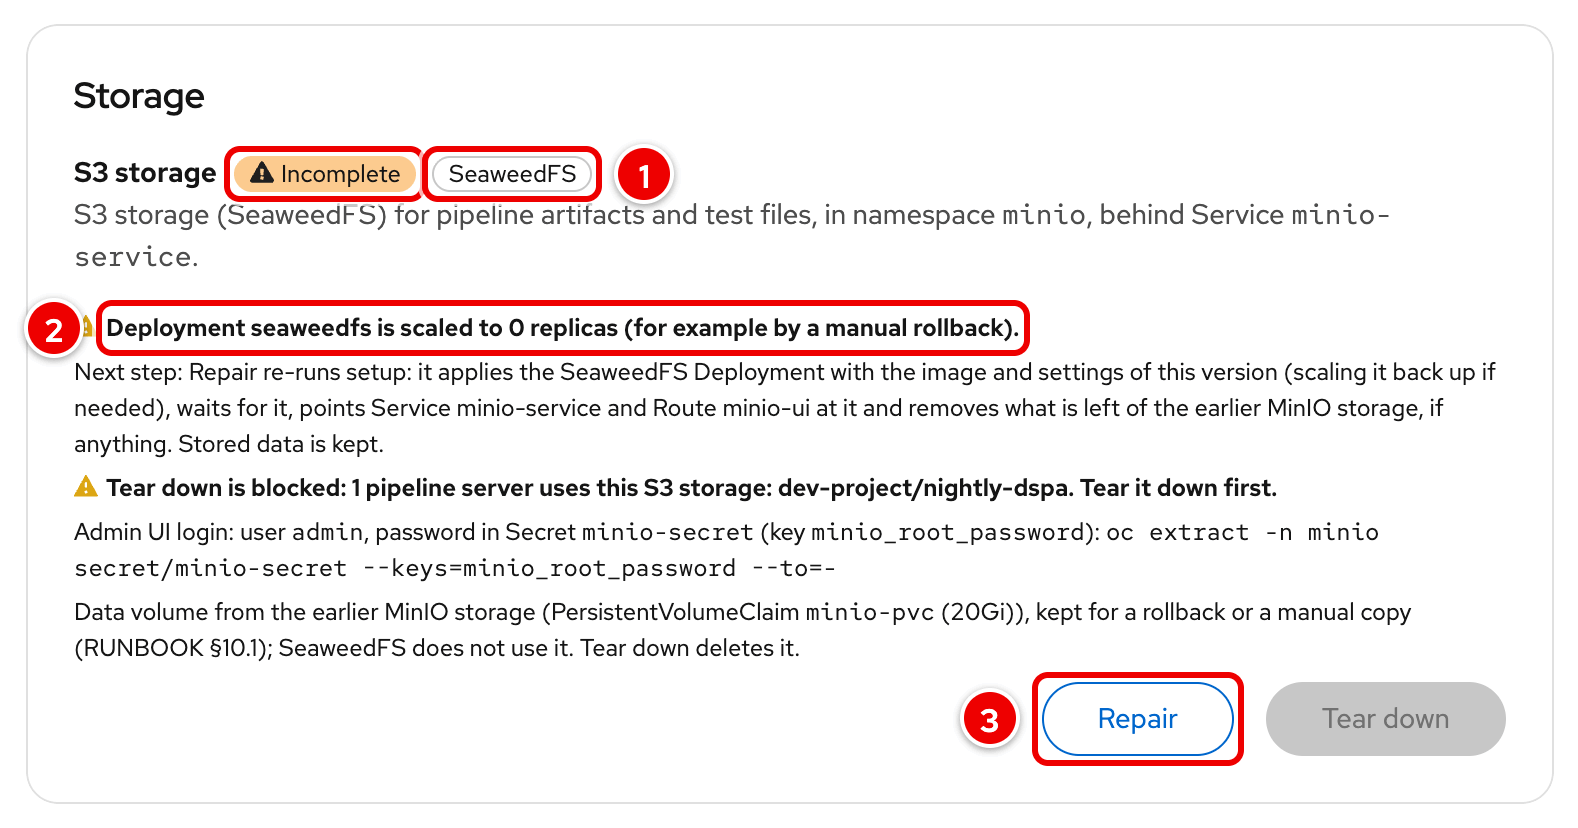 Storage
S3 storage Incomplete SeaweedFS 1
S3 storage (SeaweedFS) for pipeline artifacts and test files, in namespace minio, behind Service minio-
service.
2 Deployment seaweedfs is scaled to 0 replicas (for example by a manual rollback).
Next step: Repair re-runs setup: it applies the SeaweedFS Deployment with the image and settings of this version (scaling it back up if
needed), waits for it, points Service minio-service and Route minio-ui at it and removes what is left of the earlier MinIO storage, if
anything. Stored data is kept.
Tear down is blocked: 1 pipeline server uses this S3 storage: dev-project/nightly-dspa. Tear it down first.
Admin UI login: user admin, password in Secret minio-secret (key minio_root_password): oc extract -n minio
secret/minio-secret --keys=minio_root_password --to=-
Data volume from the earlier MinIO storage (PersistentVolumeClaim minio-pvc (20Gi)), kept for a rollback or a manual copy
(RUNBOOK §10.1); SeaweedFS does not use it. Tear down deletes it.
3 Repair Tear down